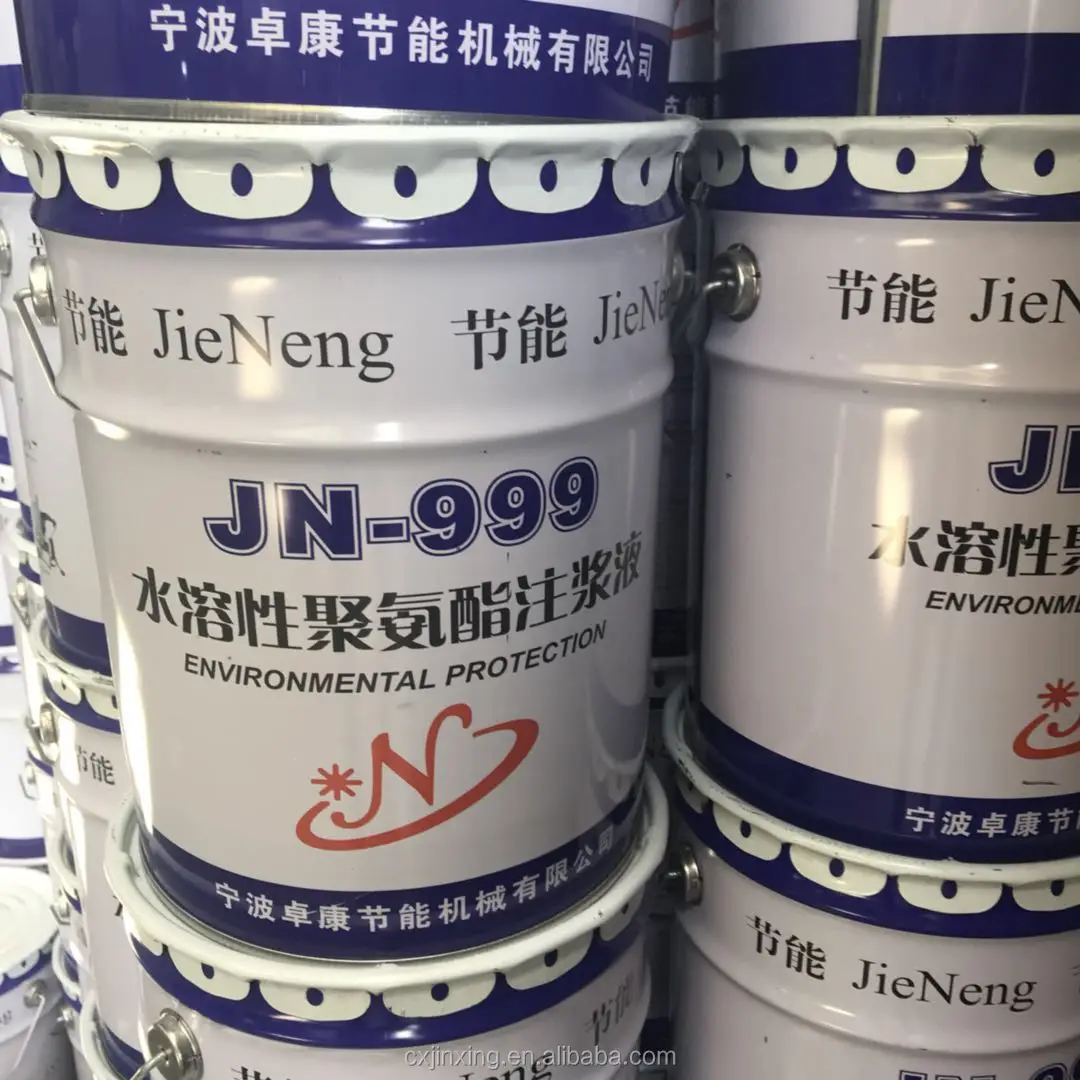 宁波卓康节能机械有限公司
节能 JieNeng 节能 JieNe
节能 JieN
JN-999
水溶性聚氨酯注浆液
ENVIRONMENTAL PROTECTION
N
宁波卓康节能机械有限公司
水溶性聚
ENVIRONME
宁波卓康节
节能
节能 JieNeng
节能
cxjinxing.en.alibaba.com